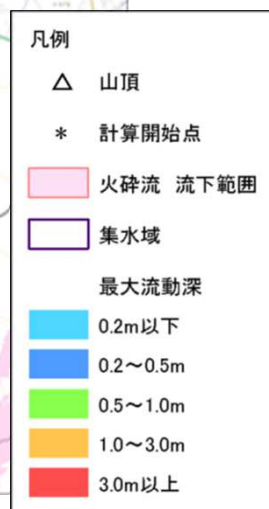 凡例
△ 山頂
* 計算開始点
火砕流 流下範囲
集水域
最大流動深
0.2m以下
0.2～0.5m
0.5～1.0m
1.0～3.0m
3.0m以上